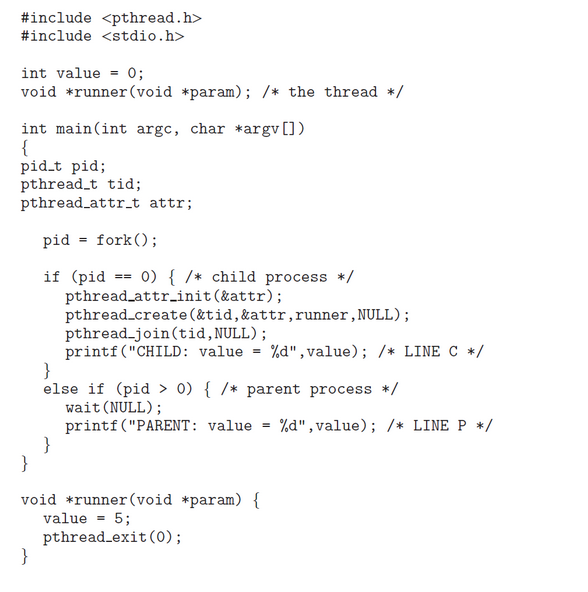 #include <pthread.h>
#include <stdio.h>
int value = 0;
void *runner(void *param); /* the thread */
int main(int argc, char *argv[])
{
pid_t pid;
pthread_t tid;
pthread_attr_t attr;
pid = fork();
if (pid == 0) { /* child process */
pthread_attr_init(&attr);
pthread_create(&tid,&attr,runner,NULL);
pthread_join(tid,NULL);
printf("CHILD: value = %d",value); /* LINE C */
}
else if (pid > 0) { /* parent process */
wait(NULL);
printf("PARENT: value = %d",value); /* LINE P */
}
}
void *runner(void *param) {
value = 5;
pthread_exit(0);
}